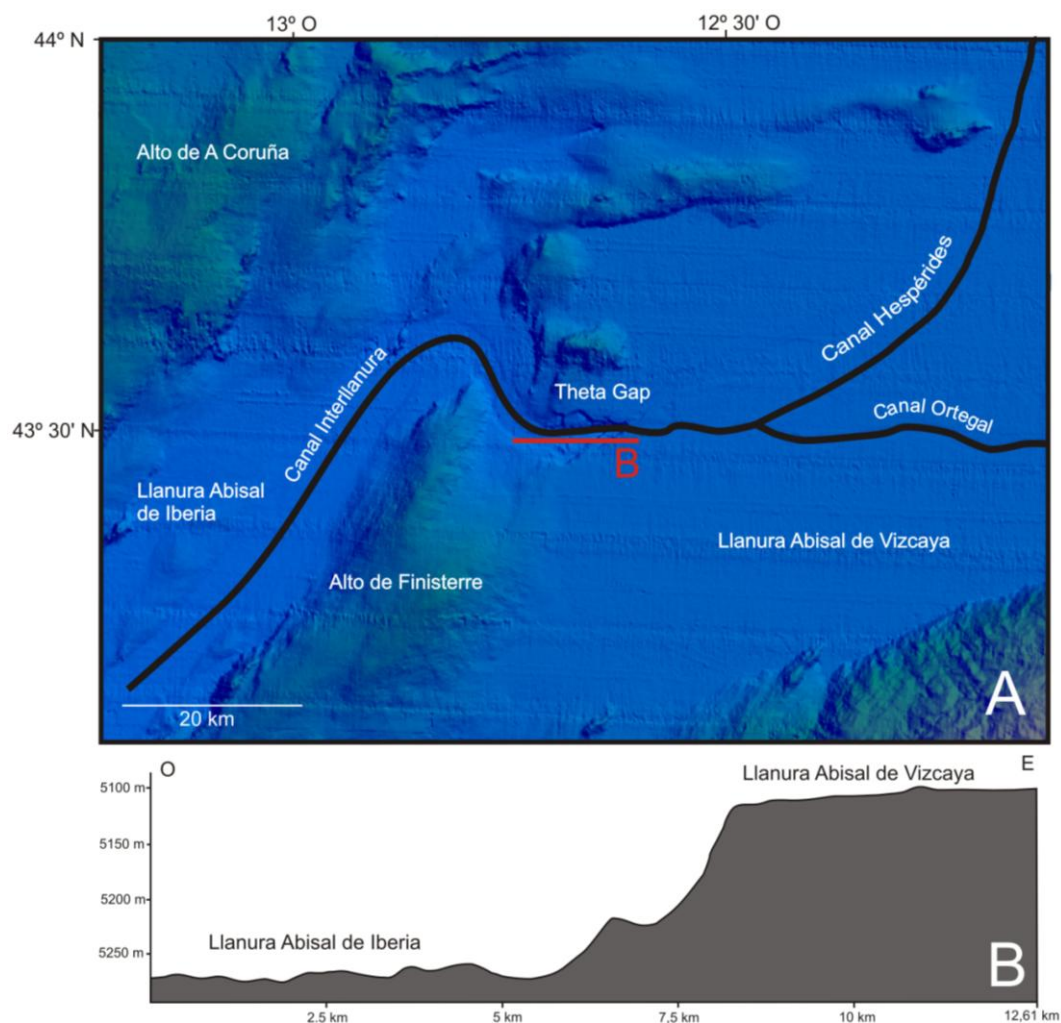 13º O
12º 30' O
44º N
Alto de A Coruña
Canal Hespérides
Canal Interllanura
Theta Gap
Canal Ortegal
43º 30' N
B
Llanura Abisal
de Iberia
Llanura Abisal de Vizcaya
Alto de Finisterre
A
20 km
O
E
Llanura Abisal de Vizcaya
5100 m
5150 m
5200 m
Llanura Abisal de Iberia
5250 m
B
2.5 km
5 km
7,5 km
10 km
12,61 km